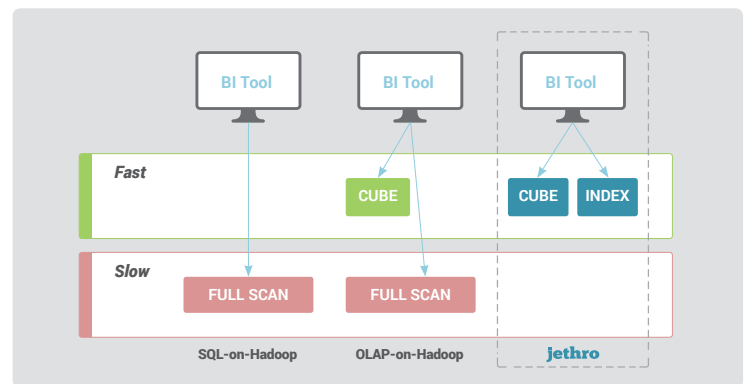 BI Tool BI Tool BI Tool
Fast
CUBE CUBE INDEX
Slow
FULL SCAN FULL SCAN
SQL-on-Hadoop OLAP-on-Hadoop jethro